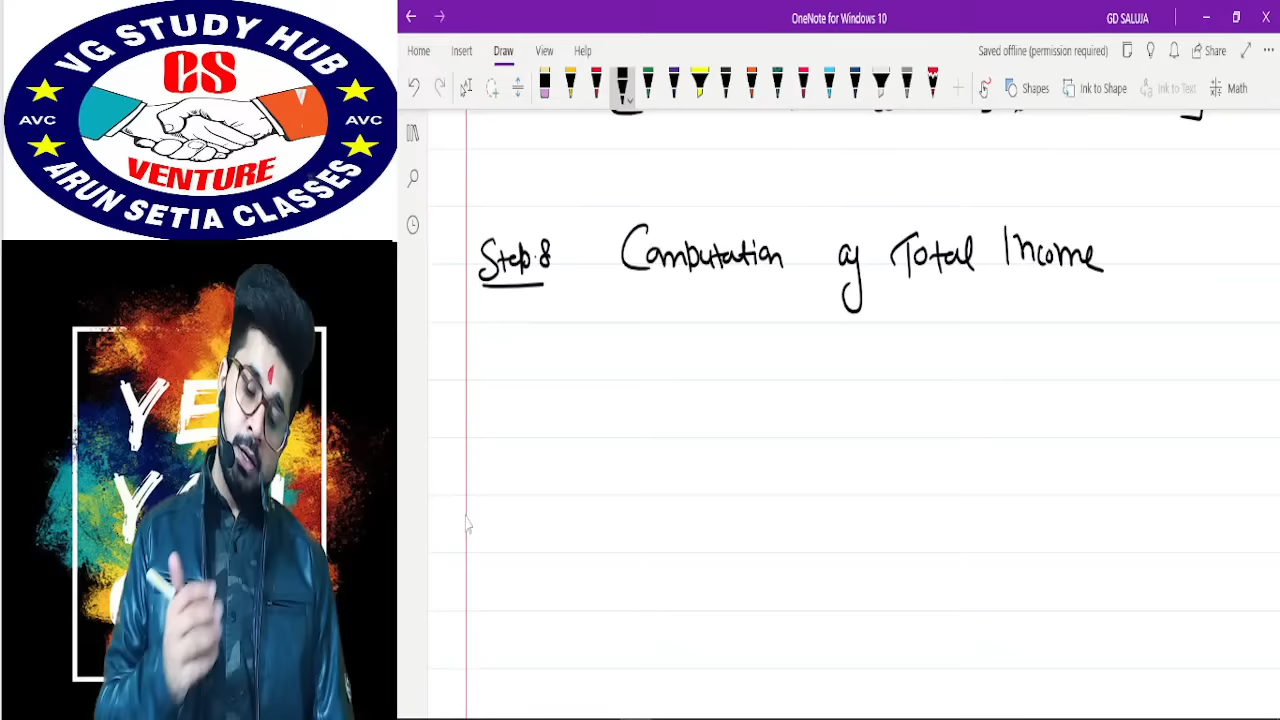 VG STUDY HUB
CS
AVC
AVC
VENTURE
ARUN SETIA CLASSES
YE
Y
OneNote for Windows 10
GD SALUJA
Home Insert Draw View Help
Saved offline (permission required)
Share
Shapes
Ink to Shape
Ink to Text
Math
Step.8 Computation of Total Income